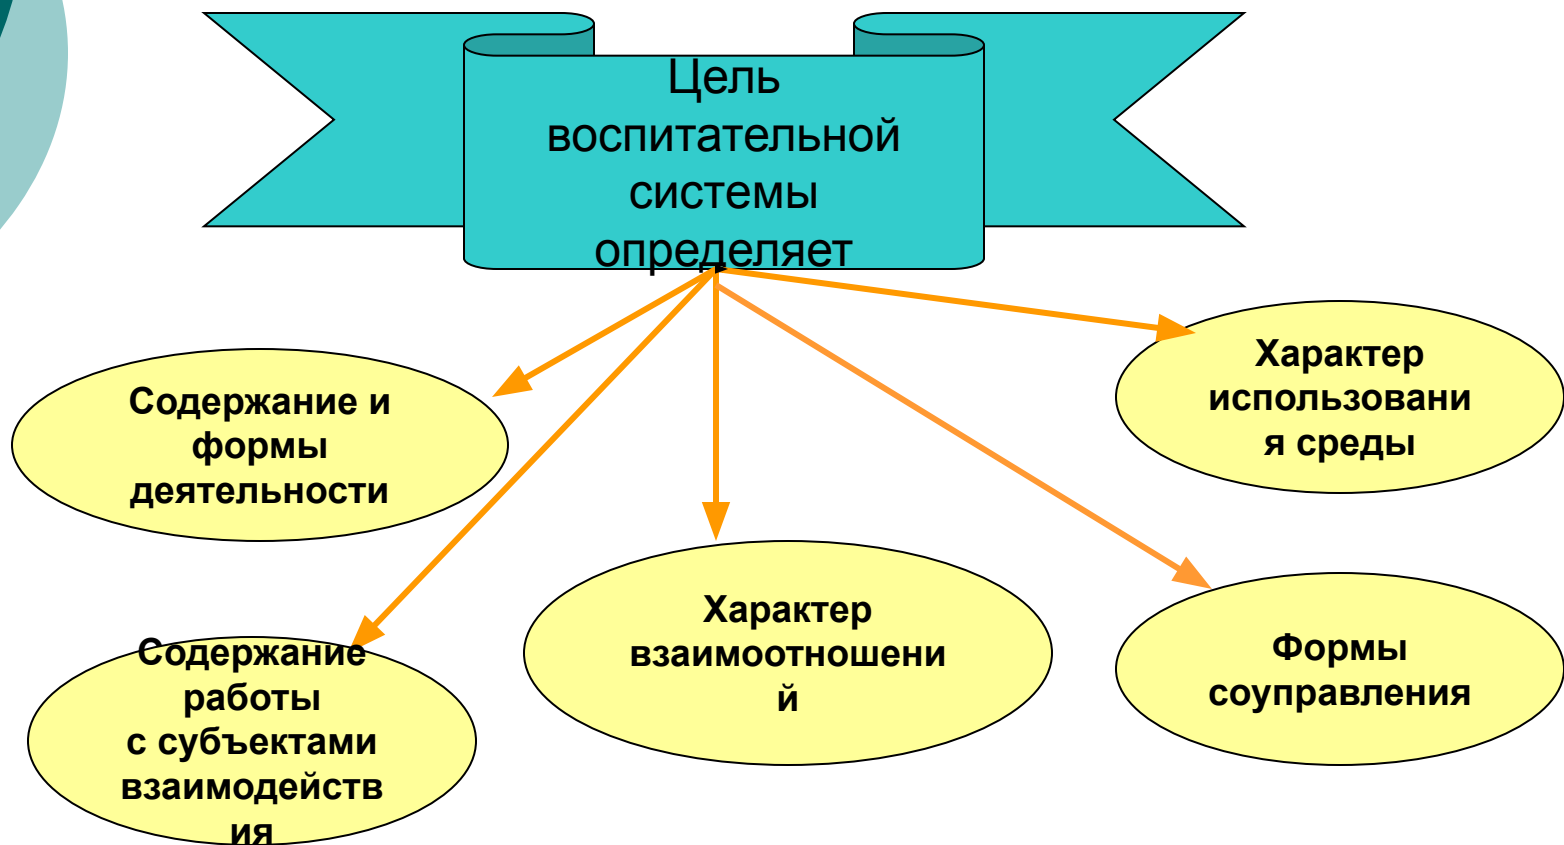 Цель
воспитательной
системы
определяет
Содержание и
формы
деятельности
Содержание
работы
с субъектами
взаимодейств
ия
Характер
взаимоотношени
й
Формы
соуправления
Характер
использовани
я среды